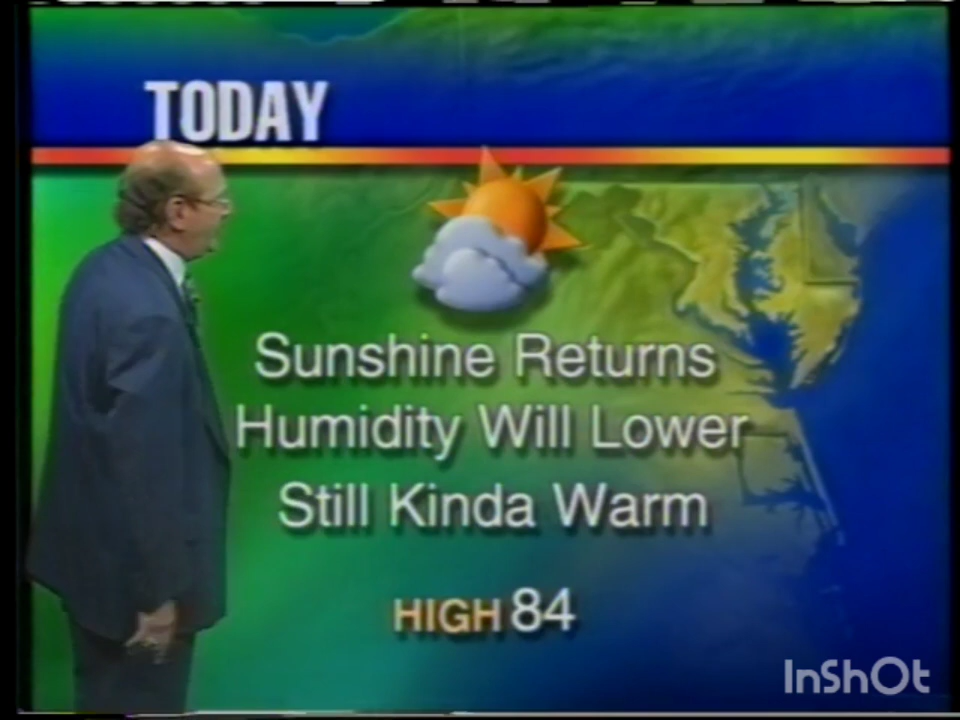 TODAY
Sunshine Returns
Humidity Will Lower
Still Kinda Warm
HIGH 84
InShOt